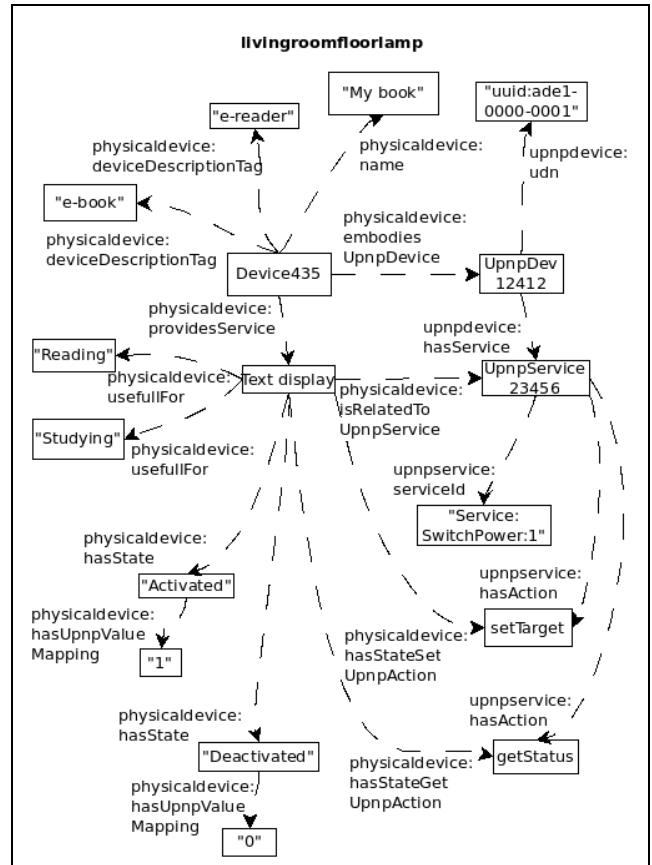 livingroomfloorlamp
"My book"
"uuid:ade1-
0000-0001"
"e-reader"
physicaldevice:
deviceDescriptionTag
physicaldevice:
name
upnpdevice:
udn
"e-book"
physicaldevice:
deviceDescriptionTag
physicaldevice:
embodies
UpnpDevice
Device435
UpnpDev
12412
physicaldevice:
providesService
upnpdevice:
hasService
"Reading"
physicaldevice:
usefullFor
Text display
UpnpService
23456
physicaldevice:
isRelatedTo
UpnpService
"Studying"
physicaldevice:
usefullFor
upnpservice:
serviceId
"Service:
SwitchPower:1"
physicaldevice:
hasState
"Activated"
upnpservice:
hasAction
physicaldevice:
hasUpnpValue
Mapping
"1"
setTarget
physicaldevice:
hasStateSet
UpnpAction
physicaldevice:
hasState
upnpservice:
hasAction
"Deactivated"
getStatus
physicaldevice:
hasStateGet
UpnpAction
physicaldevice:
hasUpnpValue
Mapping
"0"